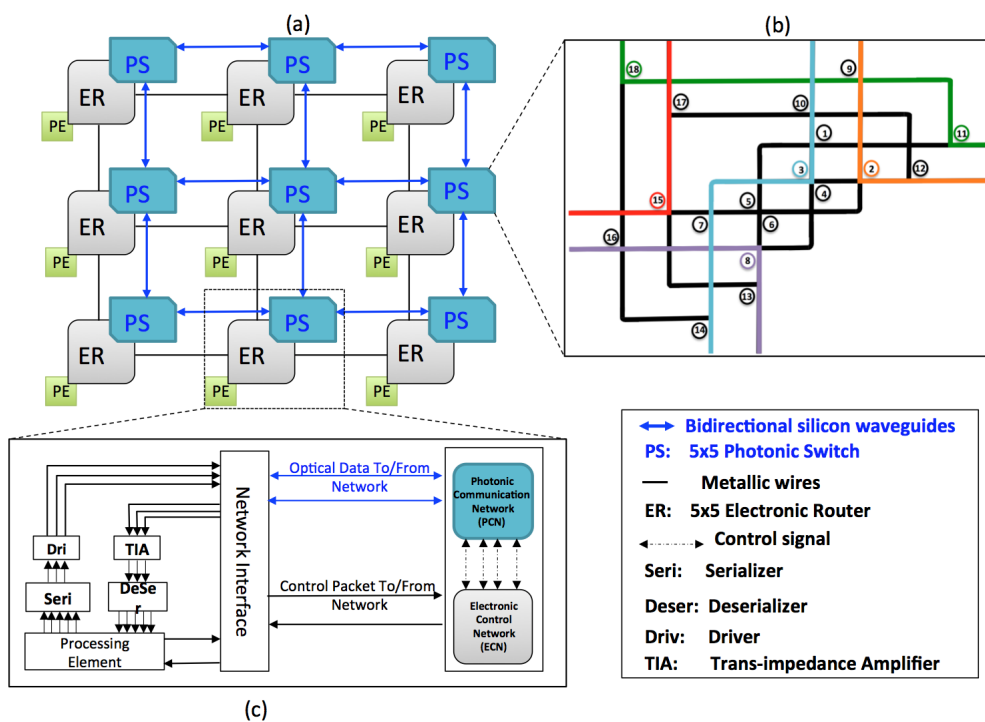 (a)
(b)
PS PS PS
ER ER ER
PE PE PE
PS PS PS
ER ER ER
PE PE PE
PS PS PS
ER ER ER
PE PE PE
18
9
17
10
1
11
3
2
12
4
15
5
7
6
16
8
13
14
Optical Data To/From
Network
Photonic
Communication
Network
(PCN)
Network Interface
Dri
TIA
Seri
DeSer
Control Packet To/From
Network
Electronic
Control
Network
(ECN)
Processing
Element
(c)
Bidirectional silicon waveguides
PS: 5x5 Photonic Switch
Metallic wires
ER: 5x5 Electronic Router
Control signal
Seri: Serializer
Deser: Deserializer
Driv: Driver
TIA: Trans-impedance Amplifier